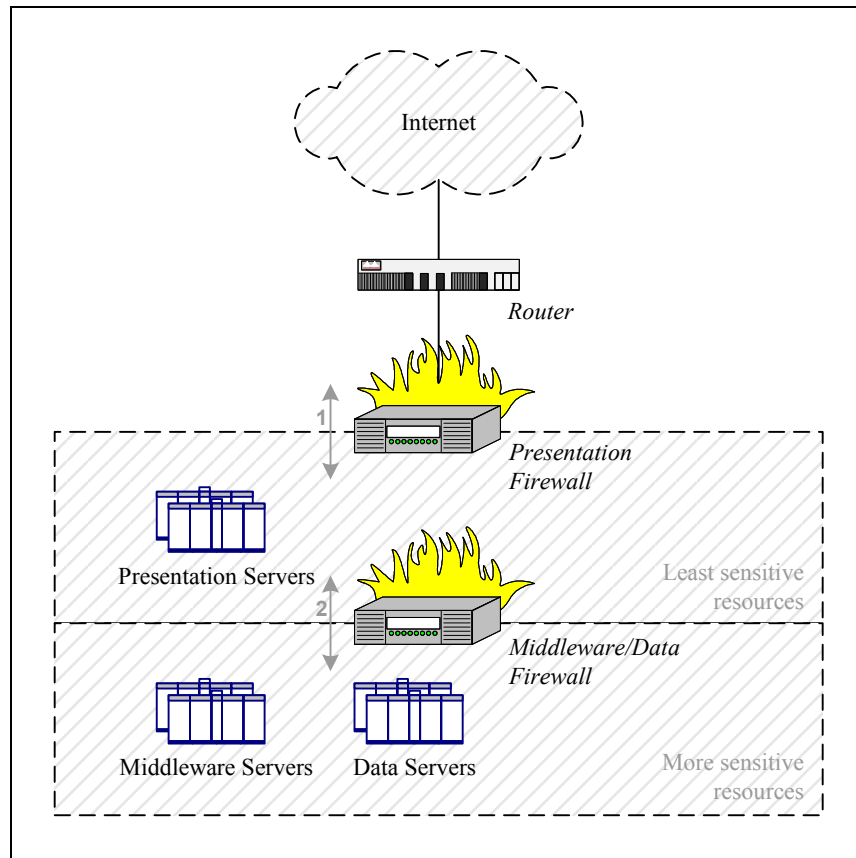 Internet
Router
1
Presentation
Firewall
Presentation Servers
Least sensitive
resources
2
Middleware/Data
Firewall
Middleware Servers
Data Servers
More sensitive
resources